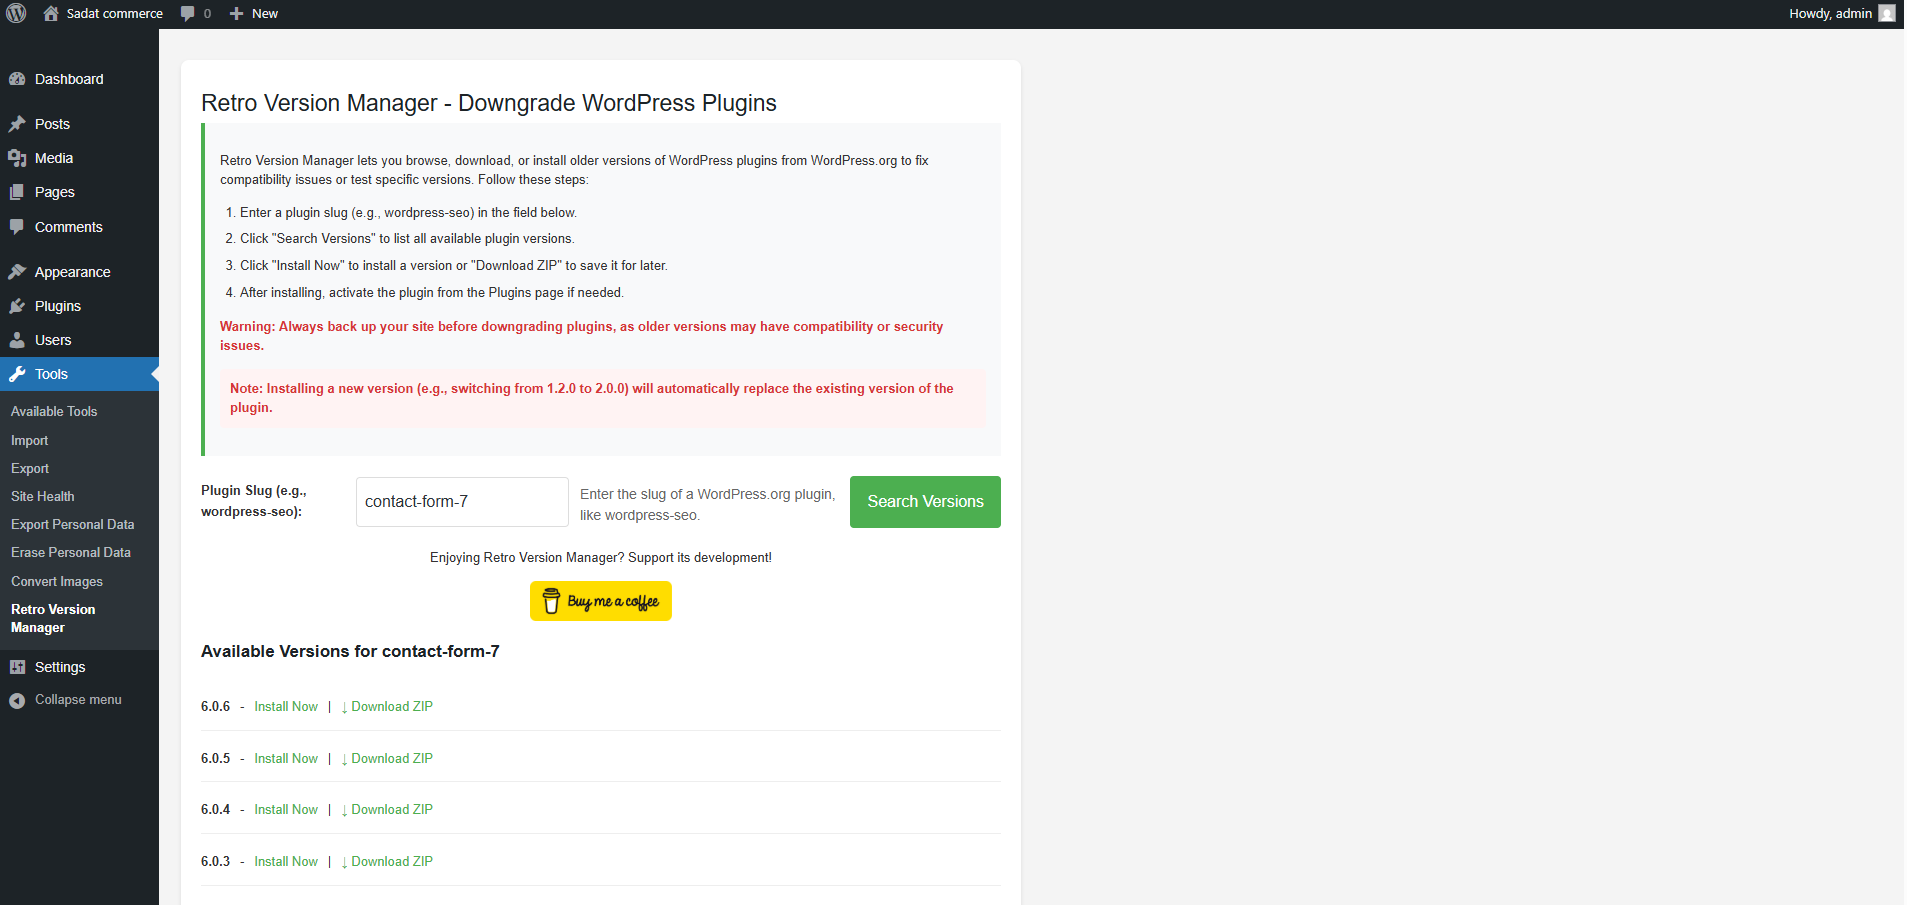 Sadat commerce
0
New
Howdy, admin
Dashboard
Posts
Media
Pages
Comments
Appearance
Plugins
Users
Tools
Available Tools
Import
Export
Site Health
Export Personal Data
Erase Personal Data
Convert Images
Retro Version
Manager
Settings
Collapse menu
Retro Version Manager - Downgrade WordPress Plugins
Retro Version Manager lets you browse, download, or install older versions of WordPress plugins from WordPress.org to fix
compatibility issues or test specific versions. Follow these steps:
1. Enter a plugin slug (e.g., wordpress-seo) in the field below.
2. Click "Search Versions" to list all available plugin versions.
3. Click "Install Now" to install a version or "Download ZIP" to save it for later.
4. After installing, activate the plugin from the Plugins page if needed.
Warning: Always back up your site before downgrading plugins, as older versions may have compatibility or security
issues.
Note: Installing a new version (e.g., switching from 1.2.0 to 2.0.0) will automatically replace the existing version of the
plugin.
Plugin Slug (e.g.,
wordpress-seo):
contact-form-7
Enter the slug of a WordPress.org plugin,
like wordpress-seo.
Search Versions
Enjoying Retro Version Manager? Support its development!
Buy me a coffee
Available Versions for contact-form-7
6.0.6 - Install Now | ↓ Download ZIP
6.0.5 - Install Now | ↓ Download ZIP
6.0.4 - Install Now | ↓ Download ZIP
6.0.3 - Install Now | ↓ Download ZIP